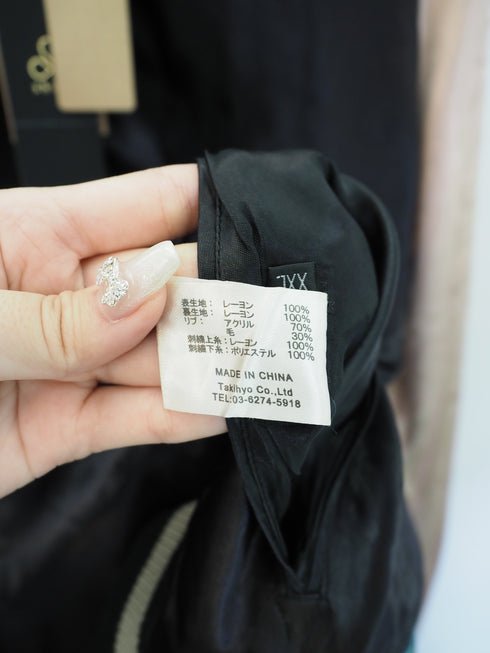 XXL
表生地: レーヨン 100%
裏生地: レーヨン 100%
リブ: アクリル 70%
毛 30%
刺繍上糸: レーヨン 100%
刺繍下糸: ポリエステル 100%
MADE IN CHINA
Takihyo Co.,Ltd
TEL:03-6274-5918